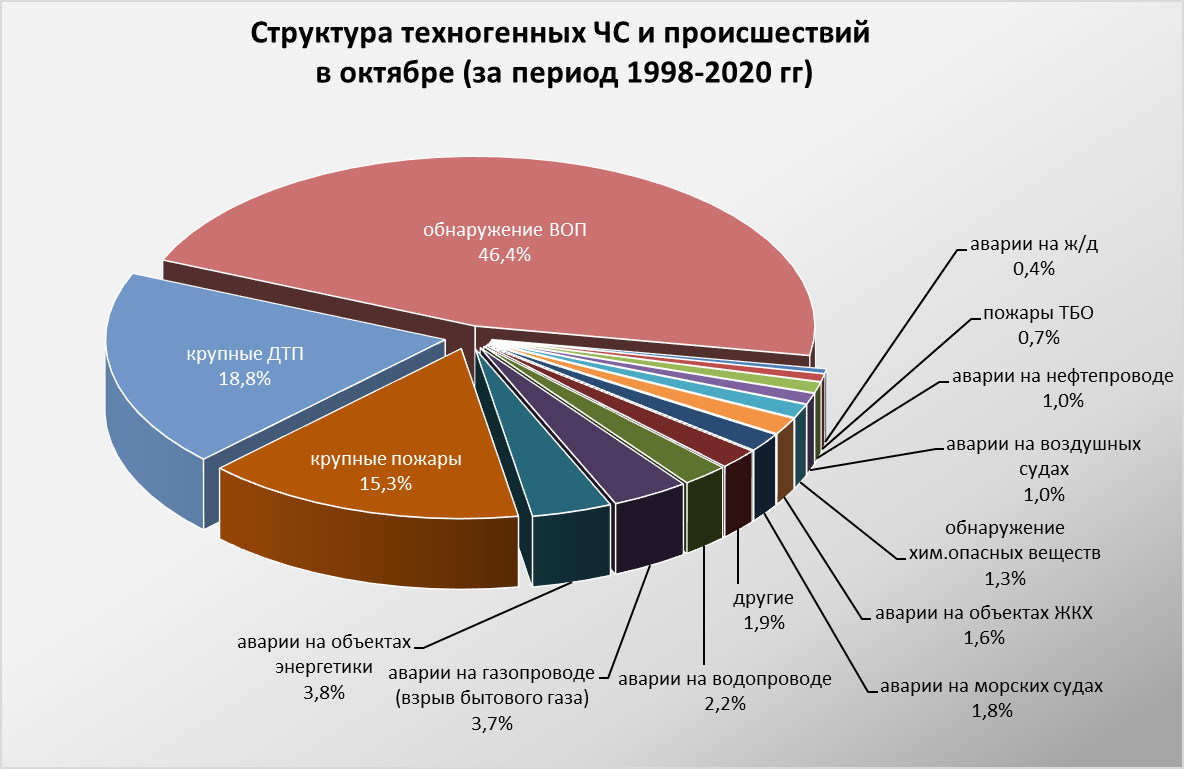 Структура техногенных ЧС и происшествий
в октябре (за период 1998-2020 гг)
обнаружение ВОП
46,4%
аварии на ж/д
0,4%
пожары ТБО
0,7%
аварии на нефтепроводе
1,0%
аварии на воздушных
судах
1,0%
обнаружение
хим.опасных веществ
1,3%
аварии на объектах ЖКХ
1,6%
аварии на морских судах
1,8%
другие
1,9%
аварии на водопроводе
2,2%
аварии на газопроводе
(взрыв бытового газа)
3,7%
аварии на объектах
энергетики
3,8%
крупные пожары
15,3%
крупные ДТП
18,8%